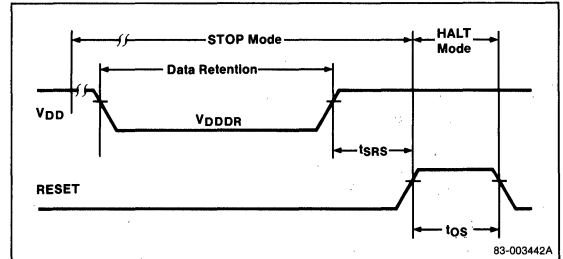 STOP Mode
HALT
Mode
Data Retention
VDD
VDDDR
tSRS
RESET
tOS
83-003442A